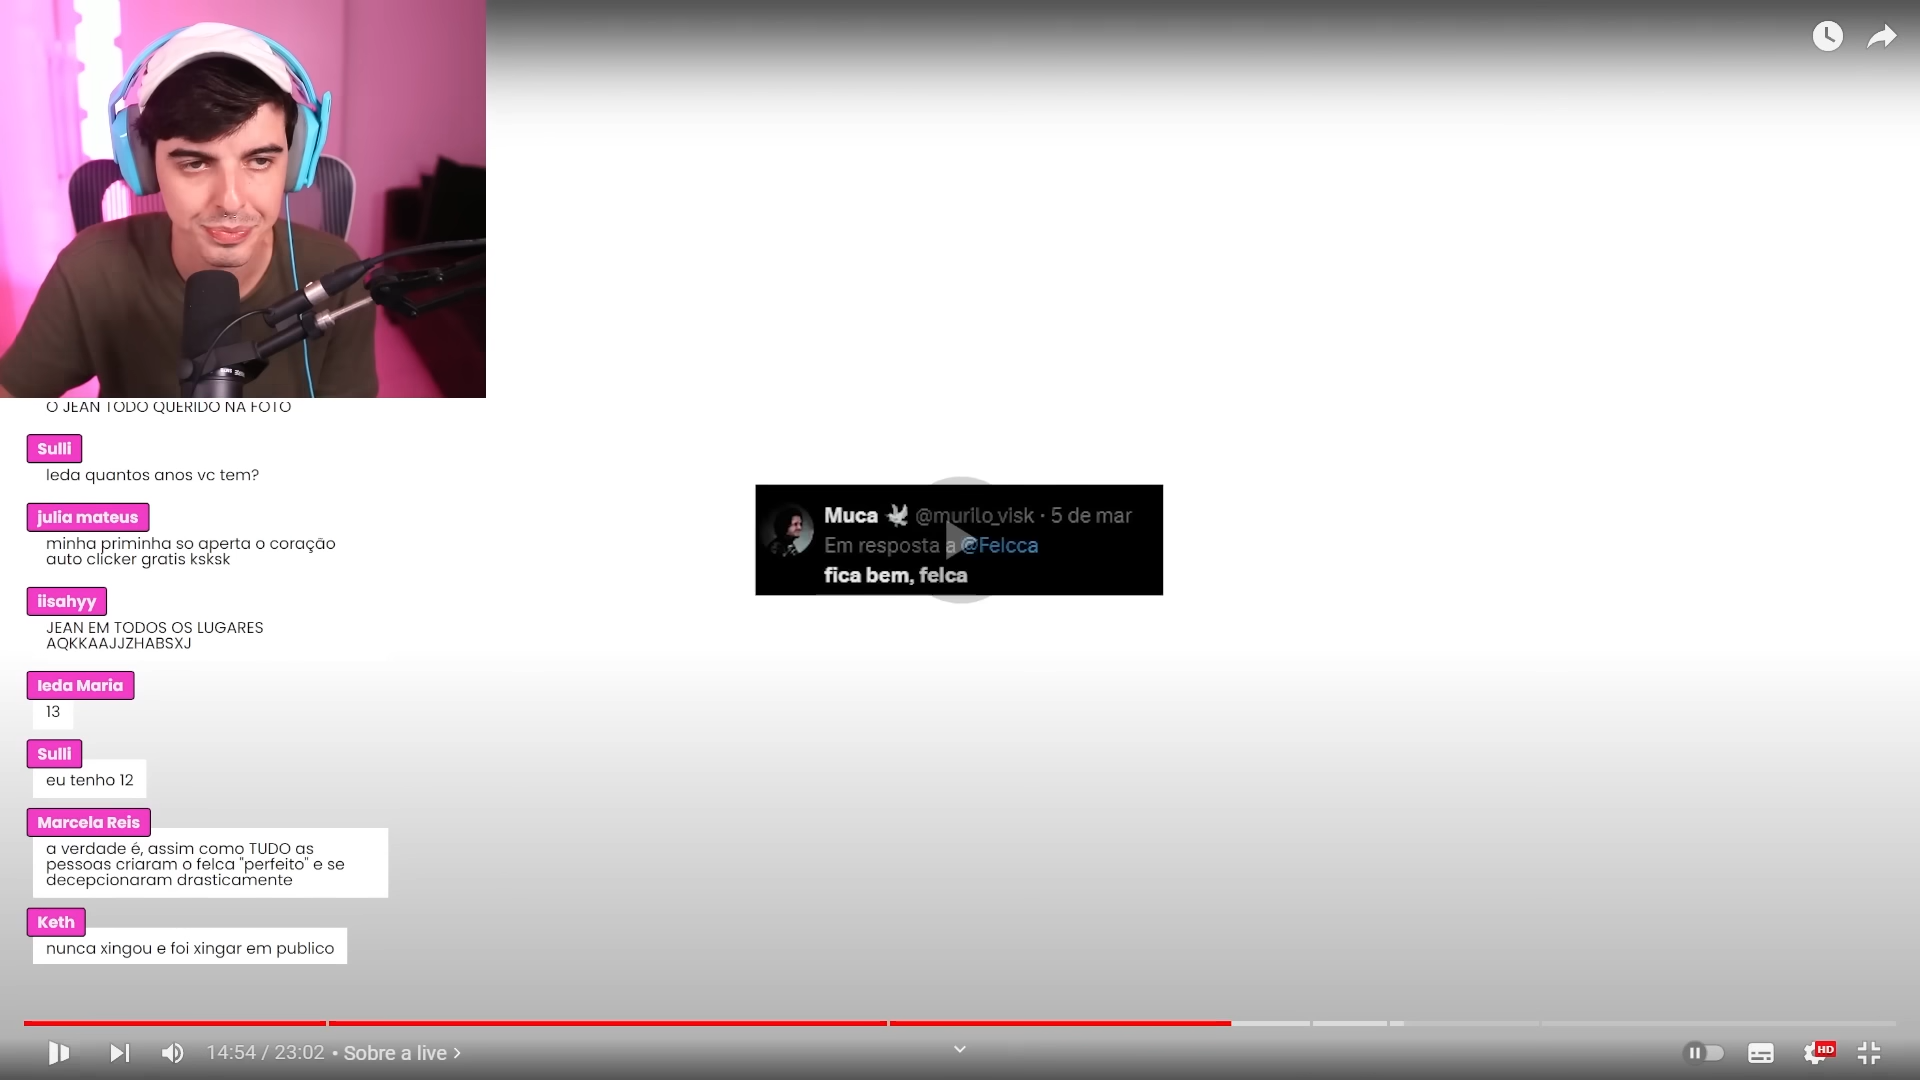 O JEAN TODO QUERIDO NA FOTO
Sulli
Ieda quantos anos vc tem?
julia mateus
minha priminha so aperta o coração
auto clicker gratis ksksk
iisahyy
JEAN EM TODOS OS LUGARES
AQKKAAJJZHABSXJ
Ieda Maria
13
Sulli
eu tenho 12
Marcela Reis
a verdade é, assim como TUDO as
pessoas criaram o felca "perfeito" e se
decepcionaram drasticamente
Keth
nunca xingou e foi xingar em publico
Muca @murilo_visk · 5 de mar
Em resposta a @Felcca
fica bem, felca
14:54 / 23:02 • Sobre a live
HD